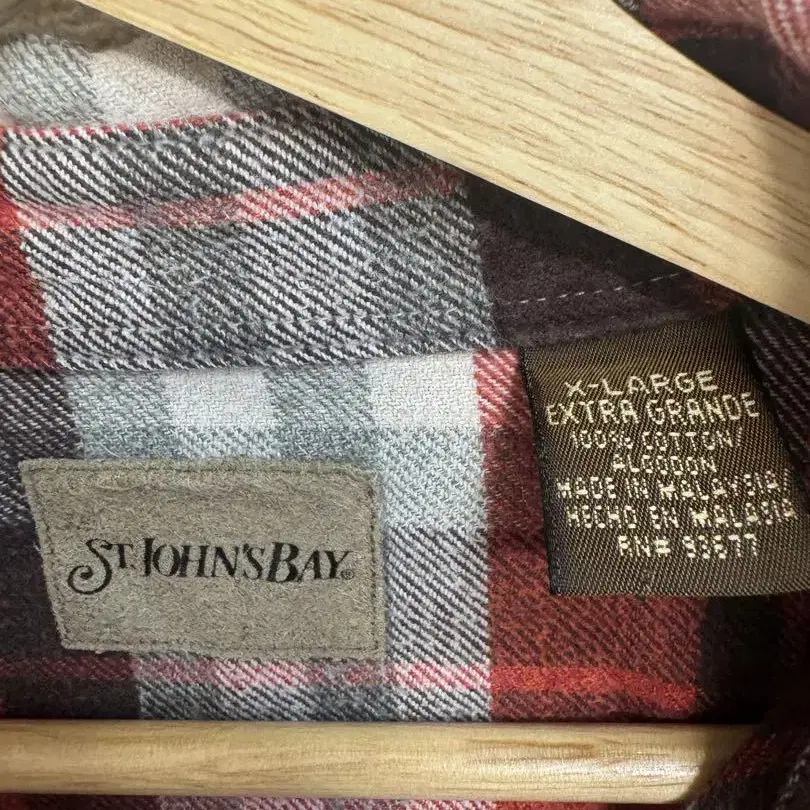 ST. JOHN'S BAY®
X-LARGE
EXTRA GRANDE
100% COTTON/
ALGODON
MADE IN MALAYSIA
HECHO EN MALASIA
RN# 93677